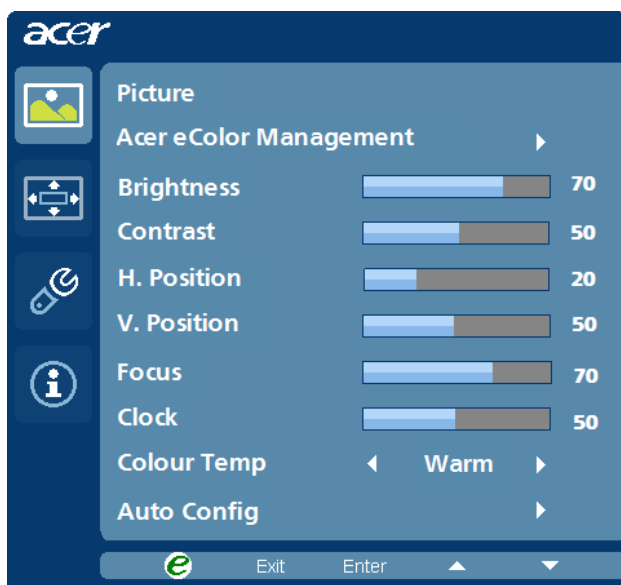 acer
Picture
Acer eColor Management
Brightness 70
Contrast 50
H. Position 20
V. Position 50
Focus 70
Clock 50
Colour Temp Warm
Auto Config
e Exit Enter